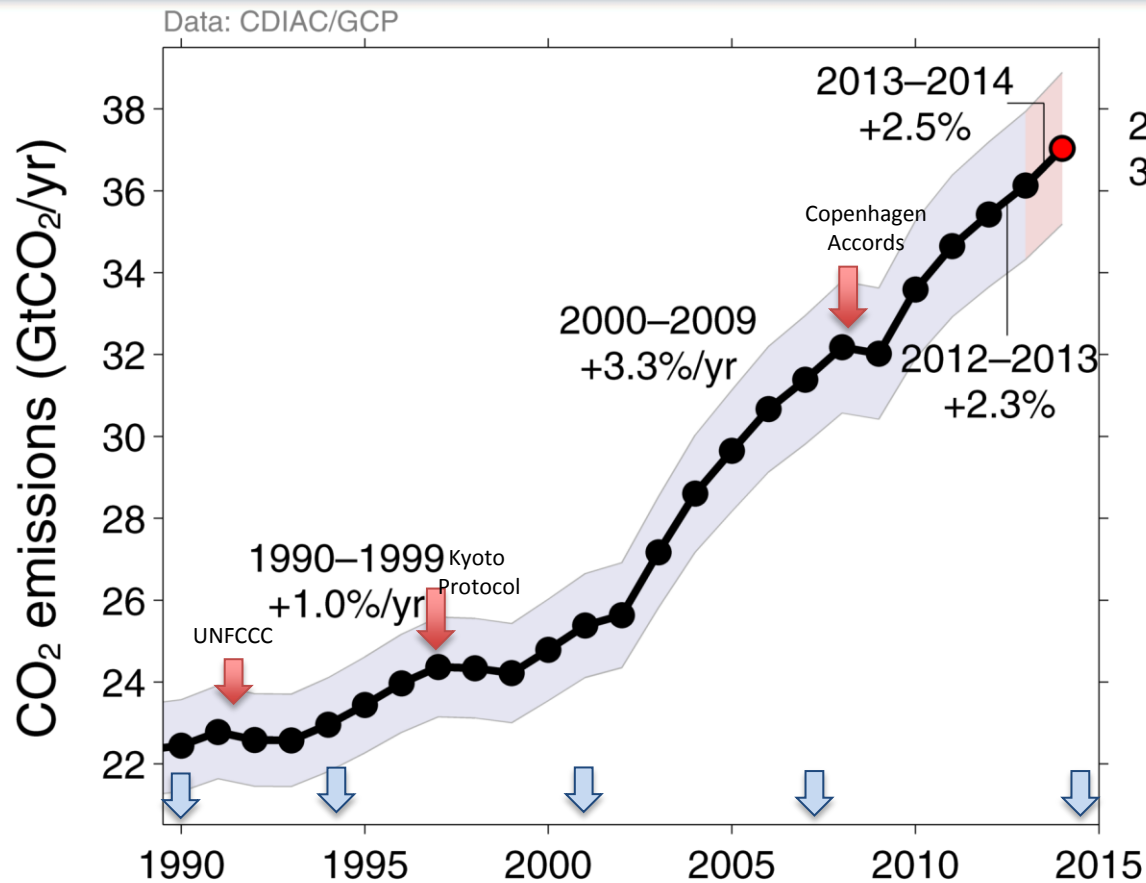 Data: CDIAC/GCP
CO₂ emissions (GtCO₂/yr)
38
36
34
32
30
28
26
24
22
2013–2014
+2.5%
2
3
Copenhagen
Accords
2000–2009
+3.3%/yr
2012–2013
+2.3%
1990–1999
+1.0%/yr
Kyoto
Protocol
UNFCCC
1990
1995
2000
2005
2010
2015